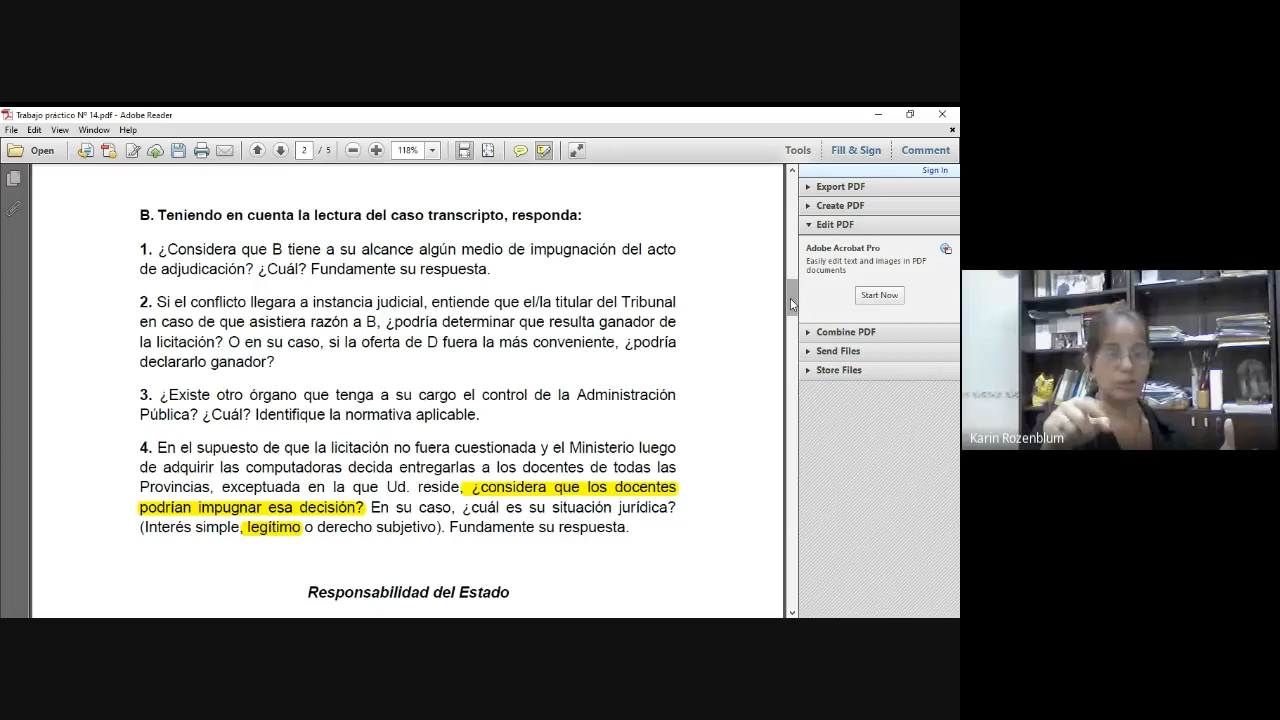 Trabajo práctico Nº 14.pdf - Adobe Reader
File Edit View Window Help
Open 2 / 5 118% Tools Fill & Sign Comment
Sign In
Export PDF
Create PDF
Edit PDF
Adobe Acrobat Pro
Easily edit text and images in PDF
documents
Start Now
Combine PDF
Send Files
Store Files
B. Teniendo en cuenta la lectura del caso transcripto, responda:
1. ¿Considera que B tiene a su alcance algún medio de impugnación del acto
de adjudicación? ¿Cuál? Fundamente su respuesta.
2. Si el conflicto llegara a instancia judicial, entiende que el/la titular del Tribunal
en caso de que asistiera razón a B, ¿podría determinar que resulta ganador de
la licitación? O en su caso, si la oferta de D fuera la más conveniente, ¿podría
declararlo ganador?
3. ¿Existe otro órgano que tenga a su cargo el control de la Administración
Pública? ¿Cuál? Identifique la normativa aplicable.
4. En el supuesto de que la licitación no fuera cuestionada y el Ministerio luego
de adquirir las computadoras decida entregarlas a los docentes de todas las
Provincias, exceptuada en la que Ud. reside, ¿considera que los docentes
podrían impugnar esa decisión? En su caso, ¿cuál es su situación jurídica?
(Interés simple, legítimo o derecho subjetivo). Fundamente su respuesta.
Responsabilidad del Estado
Karin Rozenblum